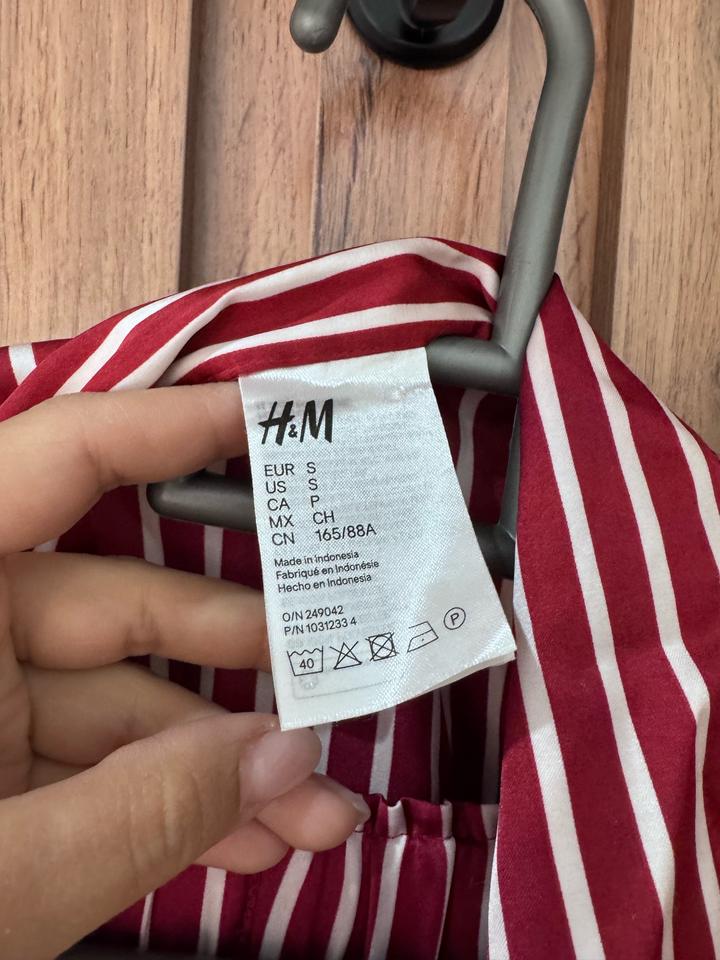 H&M
EUR S
US S
CA P
MX CH
CN 165/88A
Made in Indonesia
Fabriqué en Indonésie
Hecho en Indonesia
O/N 249042
P/N 1031233 4
40
P